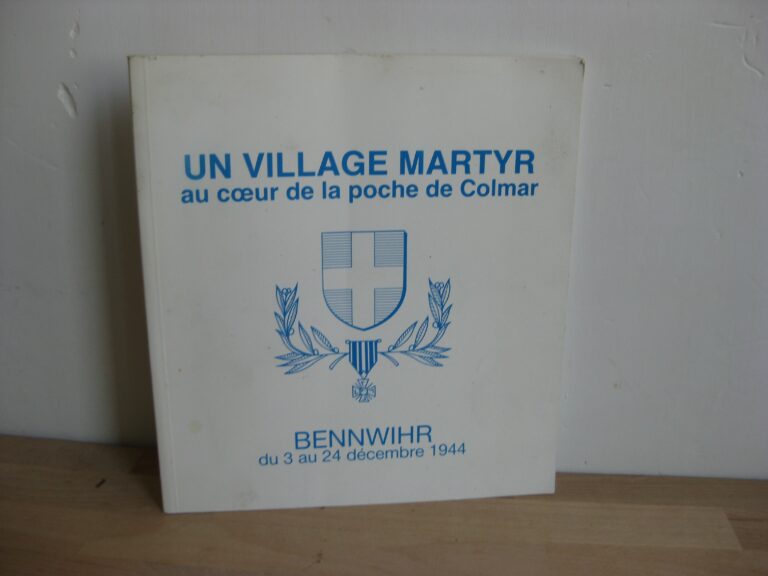 UN VILLAGE MARTYR
au cœur de la poche de Colmar
BENNWIHR
du 3 au 24 décembre 1944